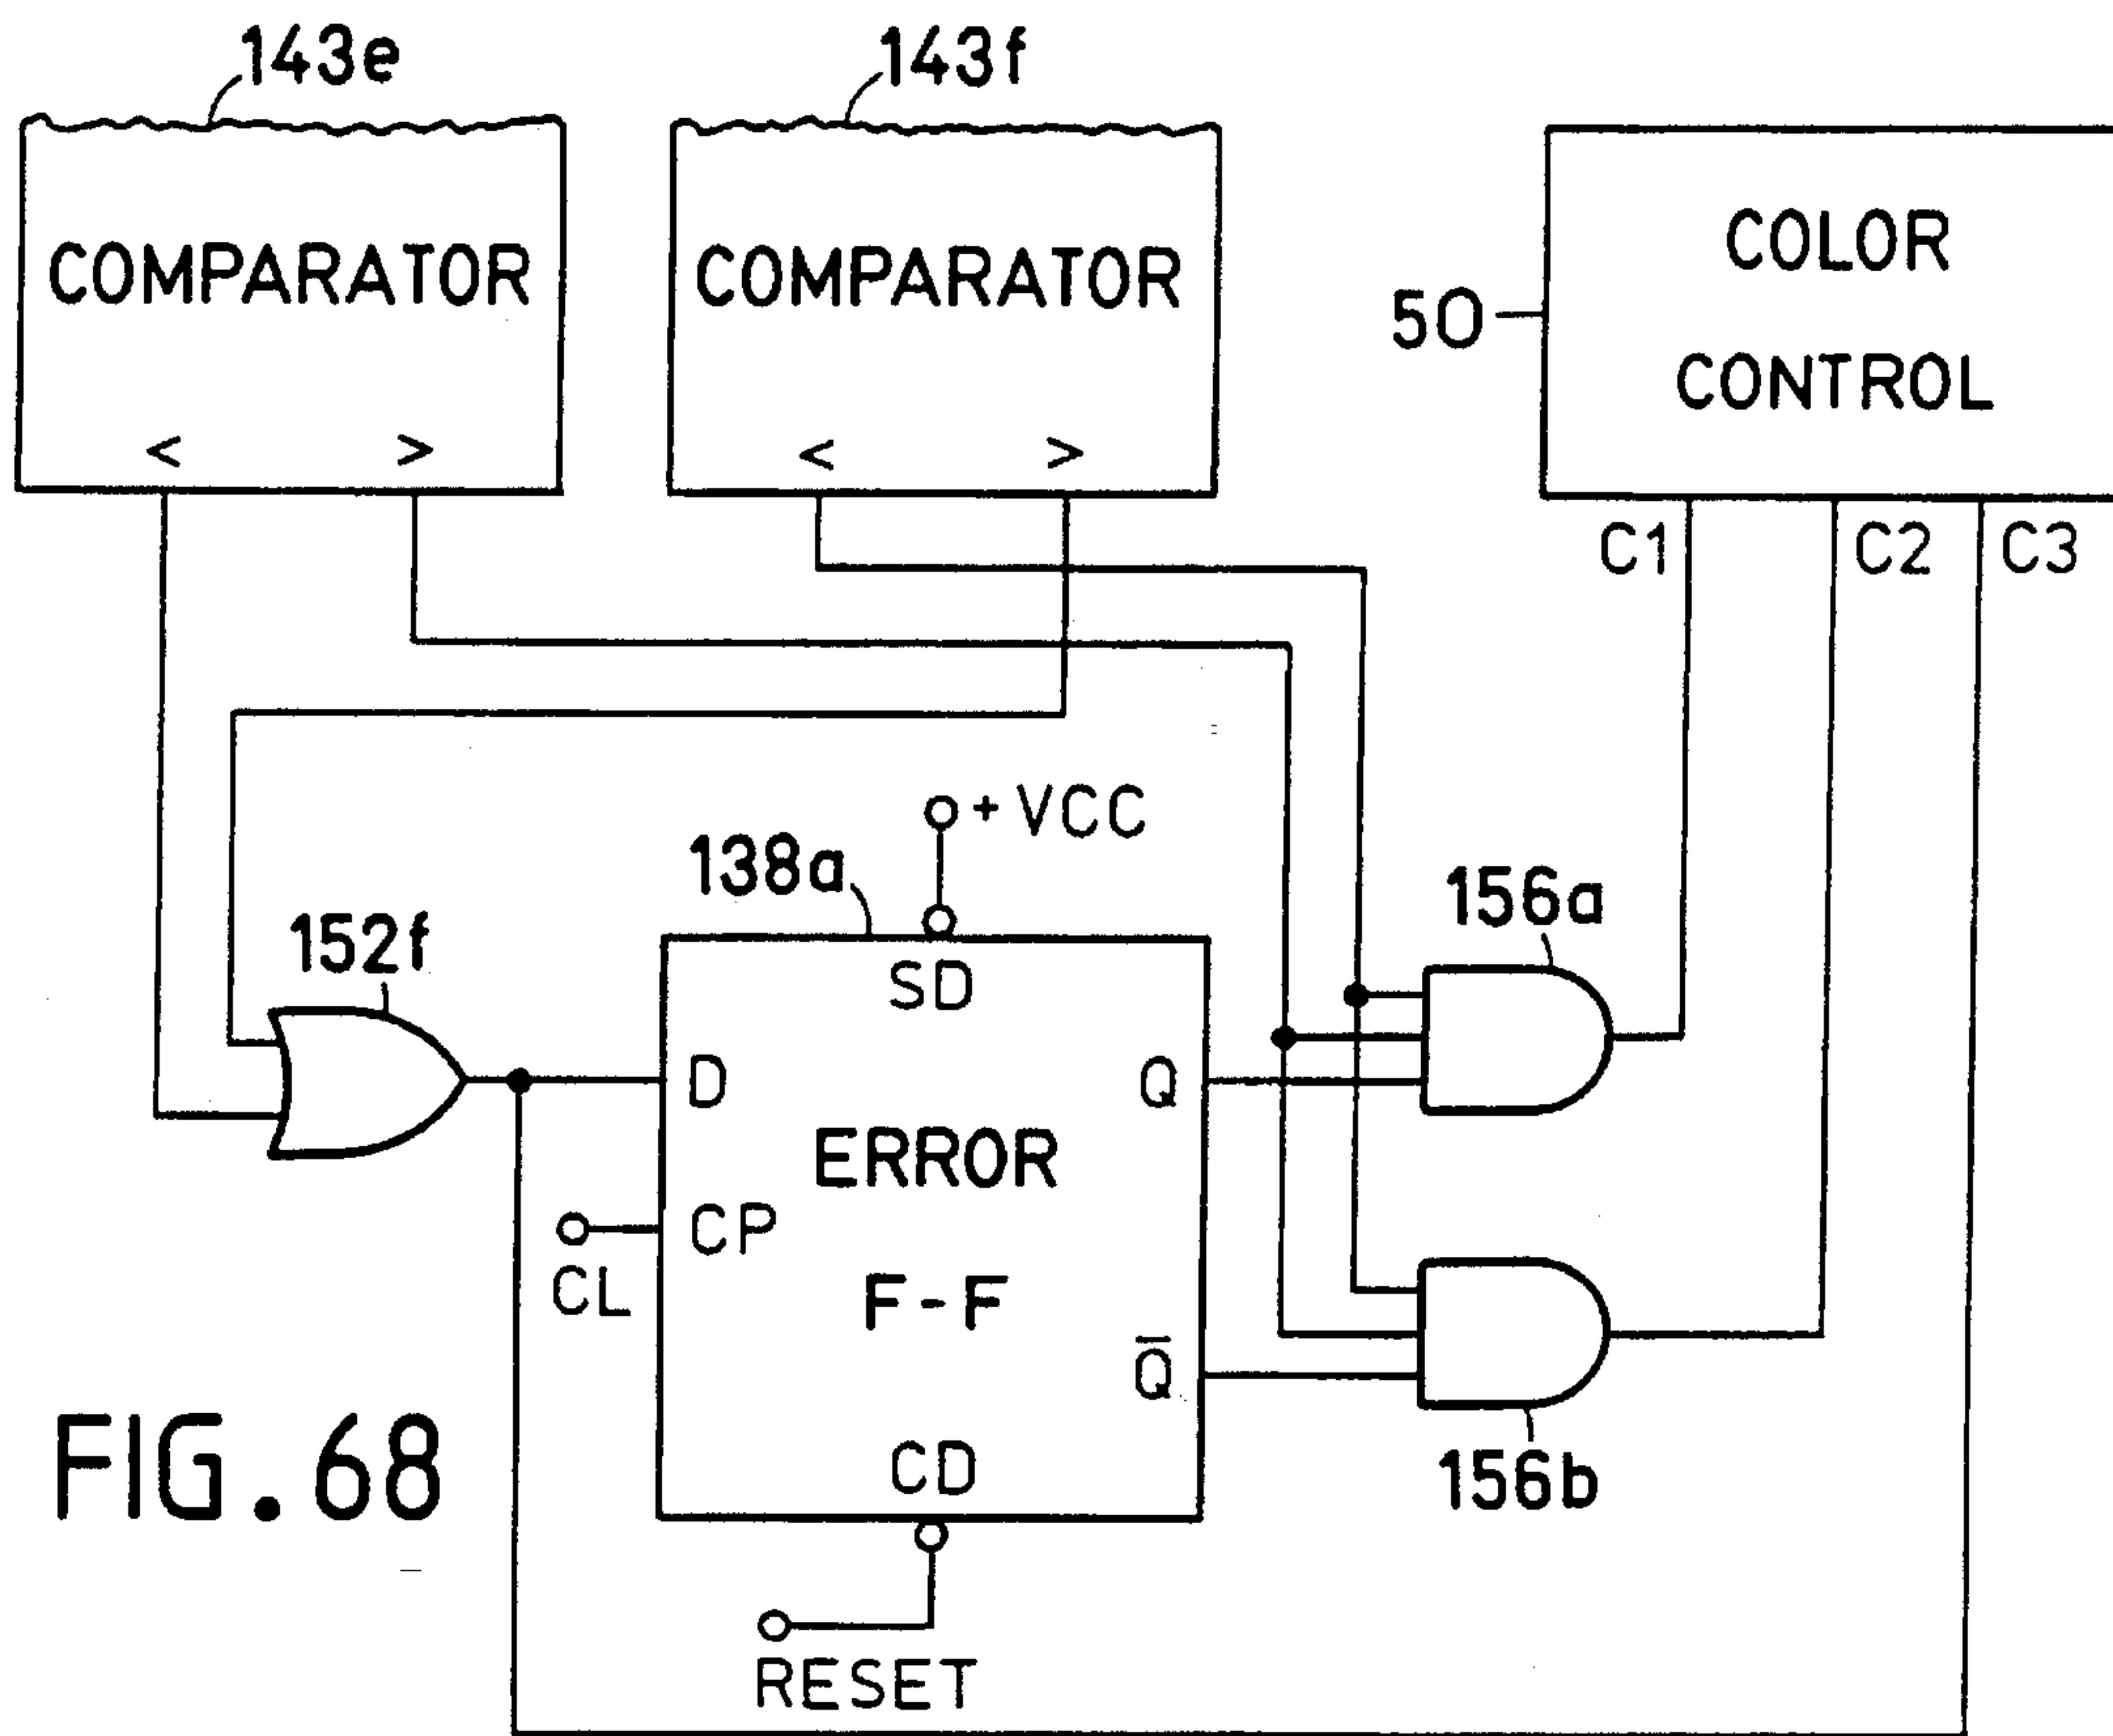 143e
143f
COMPARATOR
< >
COMPARATOR
< >
COLOR
CONTROL
50
C1
C2
C3
+ VCC
138a
152f
156a
SD
D
Q
ERROR
CP
CL
F-F
Q̅
CD
156b
RESET
FIG. 68